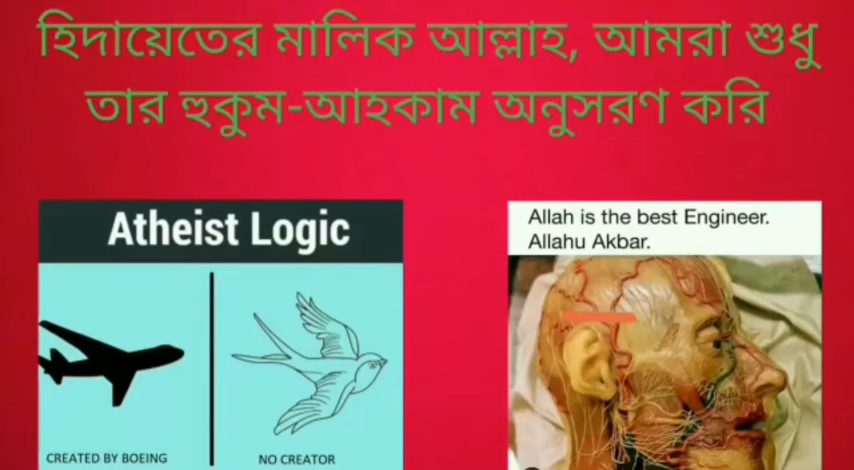 হিদায়েতের মালিক আল্লাহ, আমরা শুধু
তার হুকুম-আহকাম অনুসরণ করি
Atheist Logic
CREATED BY BOEING
NO CREATOR
Allah is the best Engineer.
Allahu Akbar.